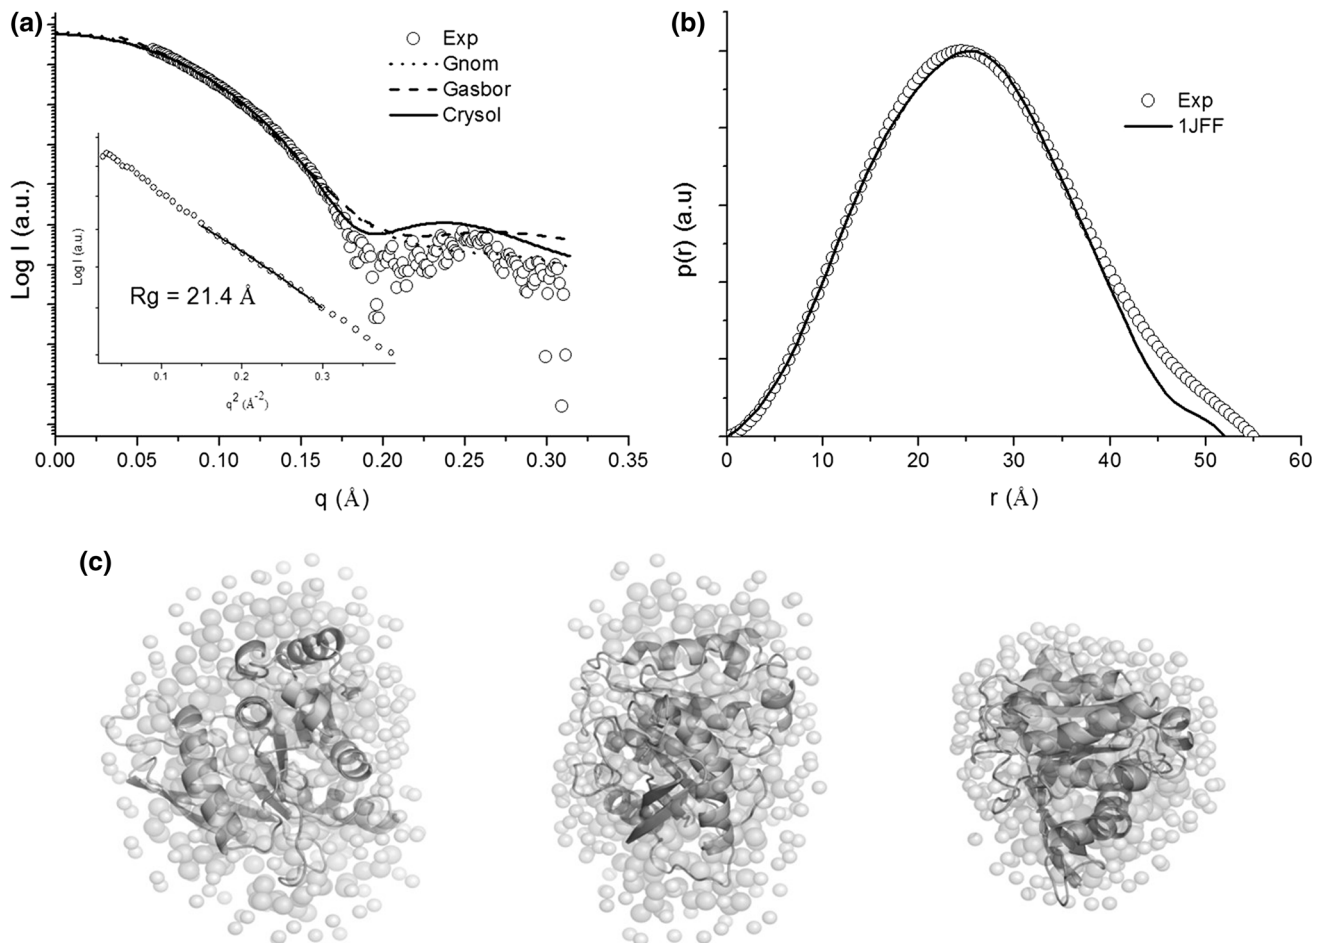 (a)
Exp
Gnom
Gasbor
Crysol
Log I (a.u.)
Log I (a.u.)
Rg = 21.4 Å
0.1 0.2 0.3
q² (Å⁻²)
0.00 0.05 0.10 0.15 0.20 0.25 0.30 0.35
q (Å)
(b)
Exp
1JFF
p(r) (a.u)
0 10 20 30 40 50 60
r (Å)
(c)